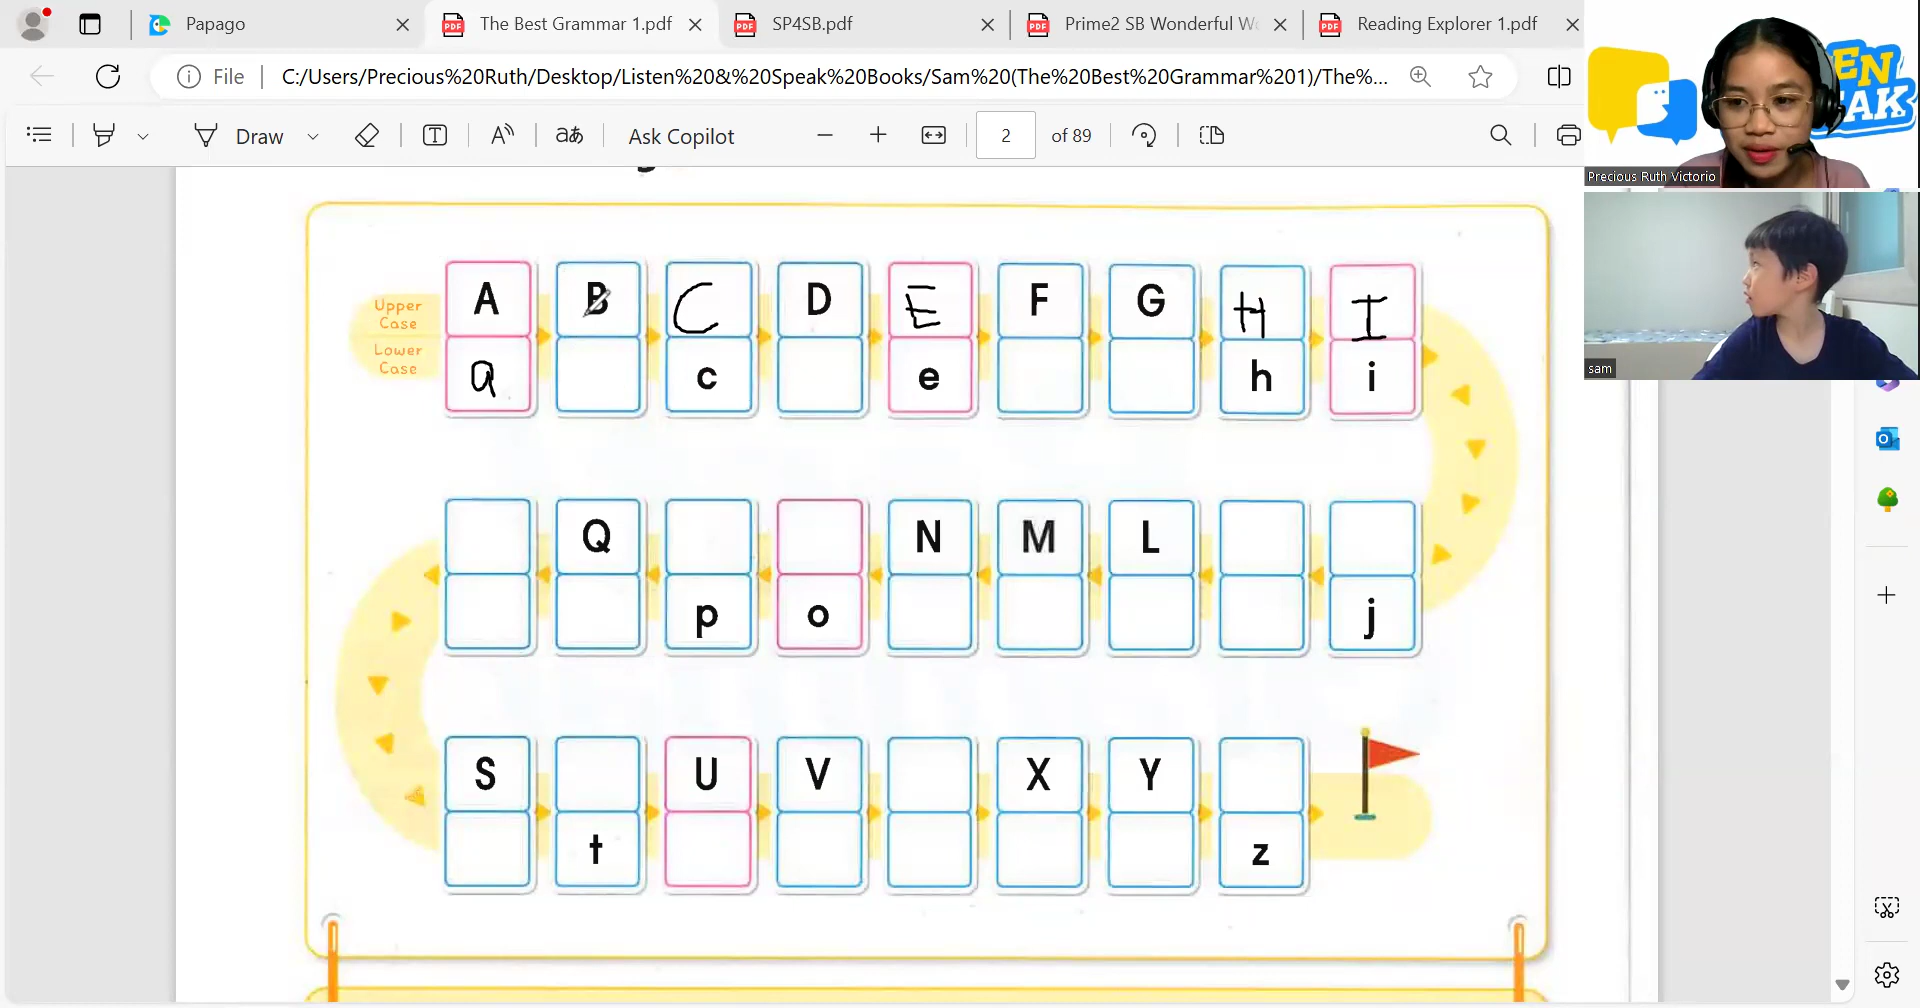 Papago
The Best Grammar 1.pdf
SP4SB.pdf
Prime2 SB Wonderful
Reading Explorer 1.pdf
File
C:/Users/Precious%20Ruth/Desktop/Listen%20&%20Speak%20Books/Sam%20(The%20Best%20Grammar%201)/The%...
Draw
Ask Copilot
2 of 89
EN
EAK
Precious Ruth Victorio
sam
Upper
Case
A B C D E F G H I
Lower
Case
a c e h i
Q N M L
p o j
S U V X Y
t z